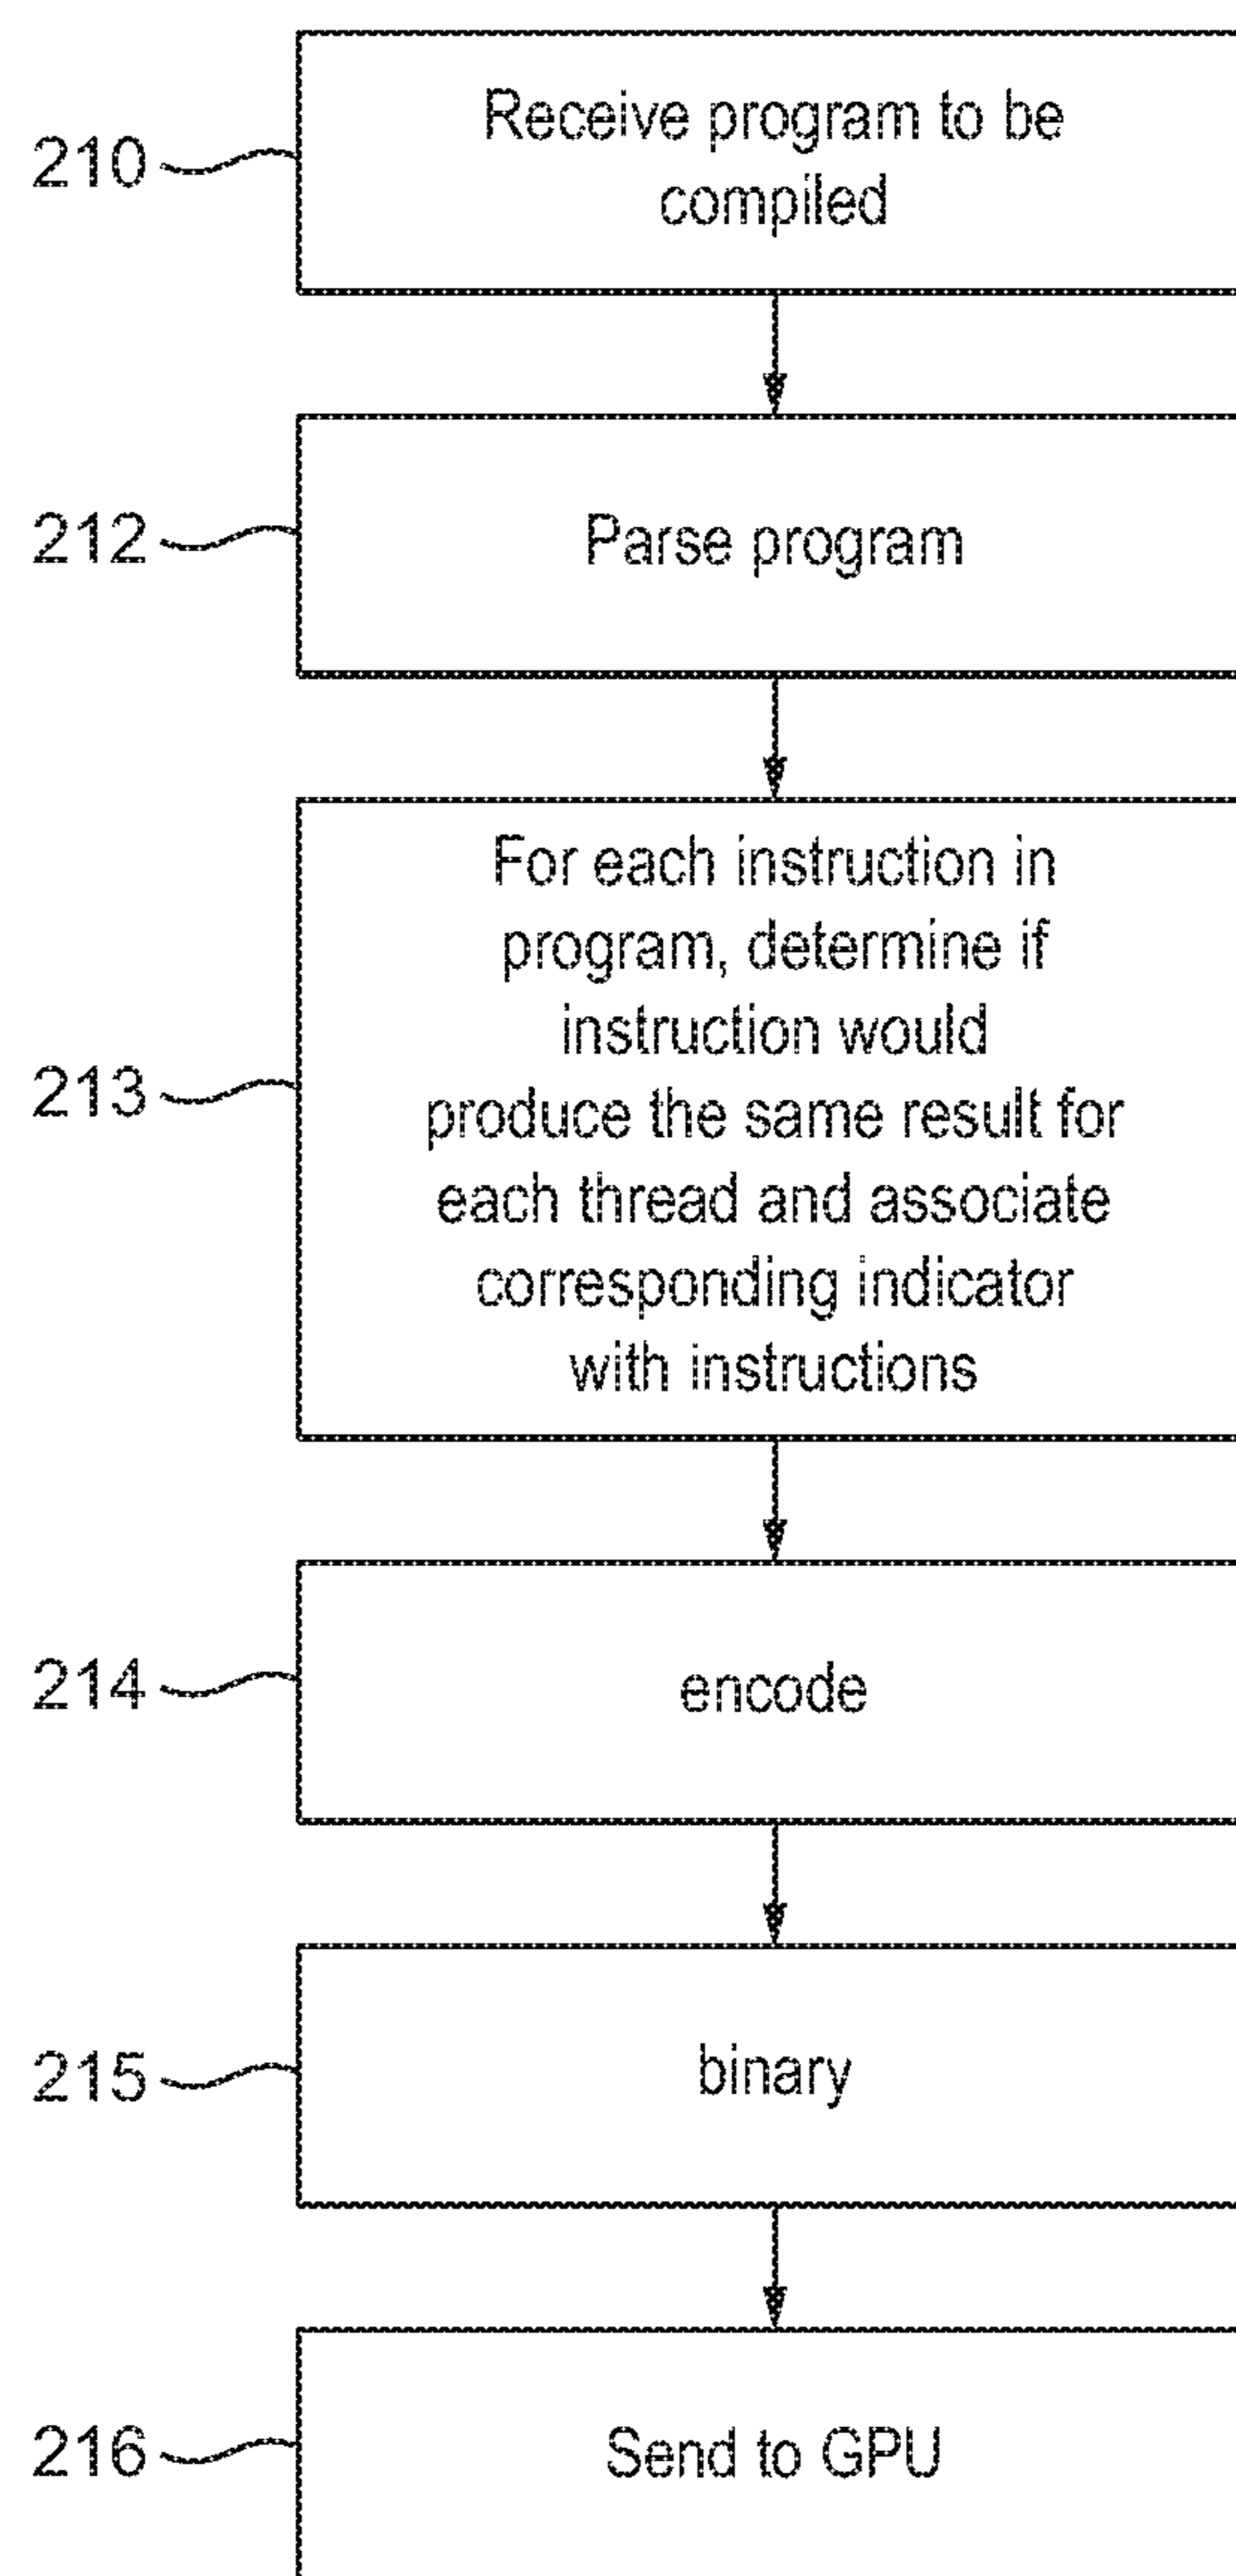 210
Receive program to be
compiled
212
Parse program
213
For each instruction in
program, determine if
instruction would
produce the same result for
each thread and associate
corresponding indicator
with instructions
214
encode
215
binary
216
Send to GPU